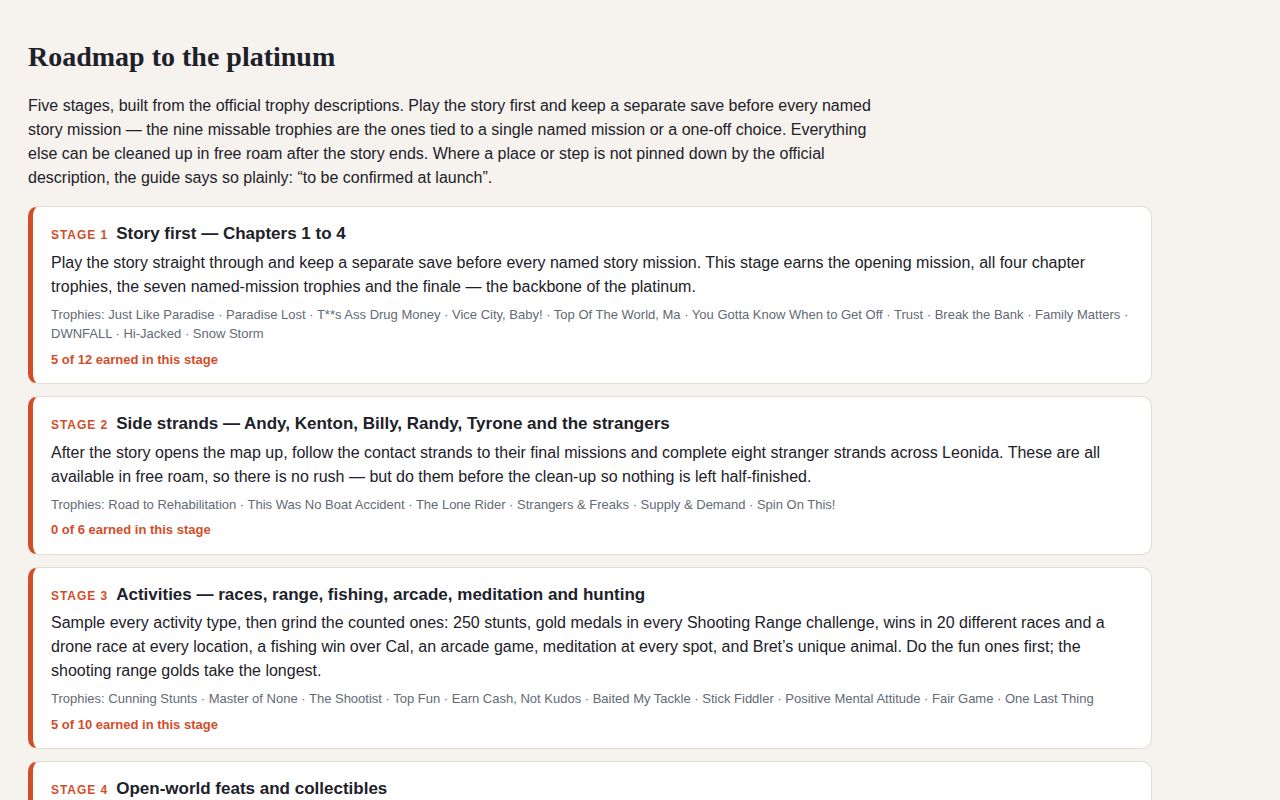 Roadmap to the platinum
Five stages, built from the official trophy descriptions. Play the story first and keep a separate save before every named
story mission — the nine missable trophies are the ones tied to a single named mission or a one-off choice. Everything
else can be cleaned up in free roam after the story ends. Where a place or step is not pinned down by the official
description, the guide says so plainly: “to be confirmed at launch”.
STAGE 1 Story first — Chapters 1 to 4
Play the story straight through and keep a separate save before every named story mission. This stage earns the opening mission, all four chapter
trophies, the seven named-mission trophies and the finale — the backbone of the platinum.
Trophies: Just Like Paradise · Paradise Lost · T**s Ass Drug Money · Vice City, Baby! · Top Of The World, Ma · You Gotta Know When to Get Off · Trust · Break the Bank · Family Matters ·
DWNFALL · Hi-Jacked · Snow Storm
5 of 12 earned in this stage
STAGE 2 Side strands — Andy, Kenton, Billy, Randy, Tyrone and the strangers
After the story opens the map up, follow the contact strands to their final missions and complete eight stranger strands across Leonida. These are all
available in free roam, so there is no rush — but do them before the clean-up so nothing is left half-finished.
Trophies: Road to Rehabilitation · This Was No Boat Accident · The Lone Rider · Strangers & Freaks · Supply & Demand · Spin On This!
0 of 6 earned in this stage
STAGE 3 Activities — races, range, fishing, arcade, meditation and hunting
Sample every activity type, then grind the counted ones: 250 stunts, gold medals in every Shooting Range challenge, wins in 20 different races and a
drone race at every location, a fishing win over Cal, an arcade game, meditation at every spot, and Bret’s unique animal. Do the fun ones first; the
shooting range golds take the longest.
Trophies: Cunning Stunts · Master of None · The Shootist · Top Fun · Earn Cash, Not Kudos · Baited My Tackle · Stick Fiddler · Positive Mental Attitude · Fair Game · One Last Thing
5 of 10 earned in this stage
STAGE 4 Open-world feats and collectibles